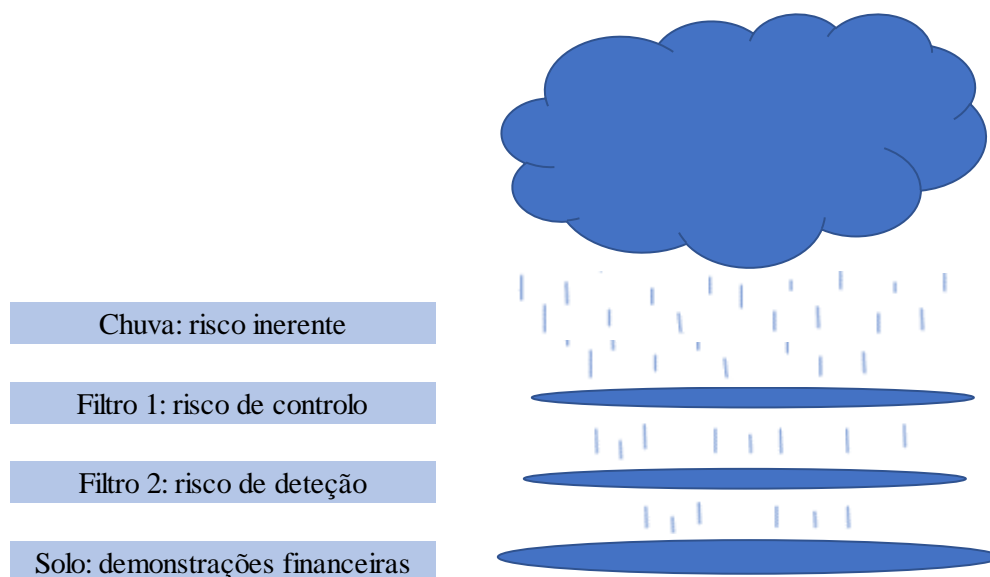 Chuva: risco inerente
Filtro 1: risco de controlo
Filtro 2: risco de deteção
Solo: demonstrações financeiras